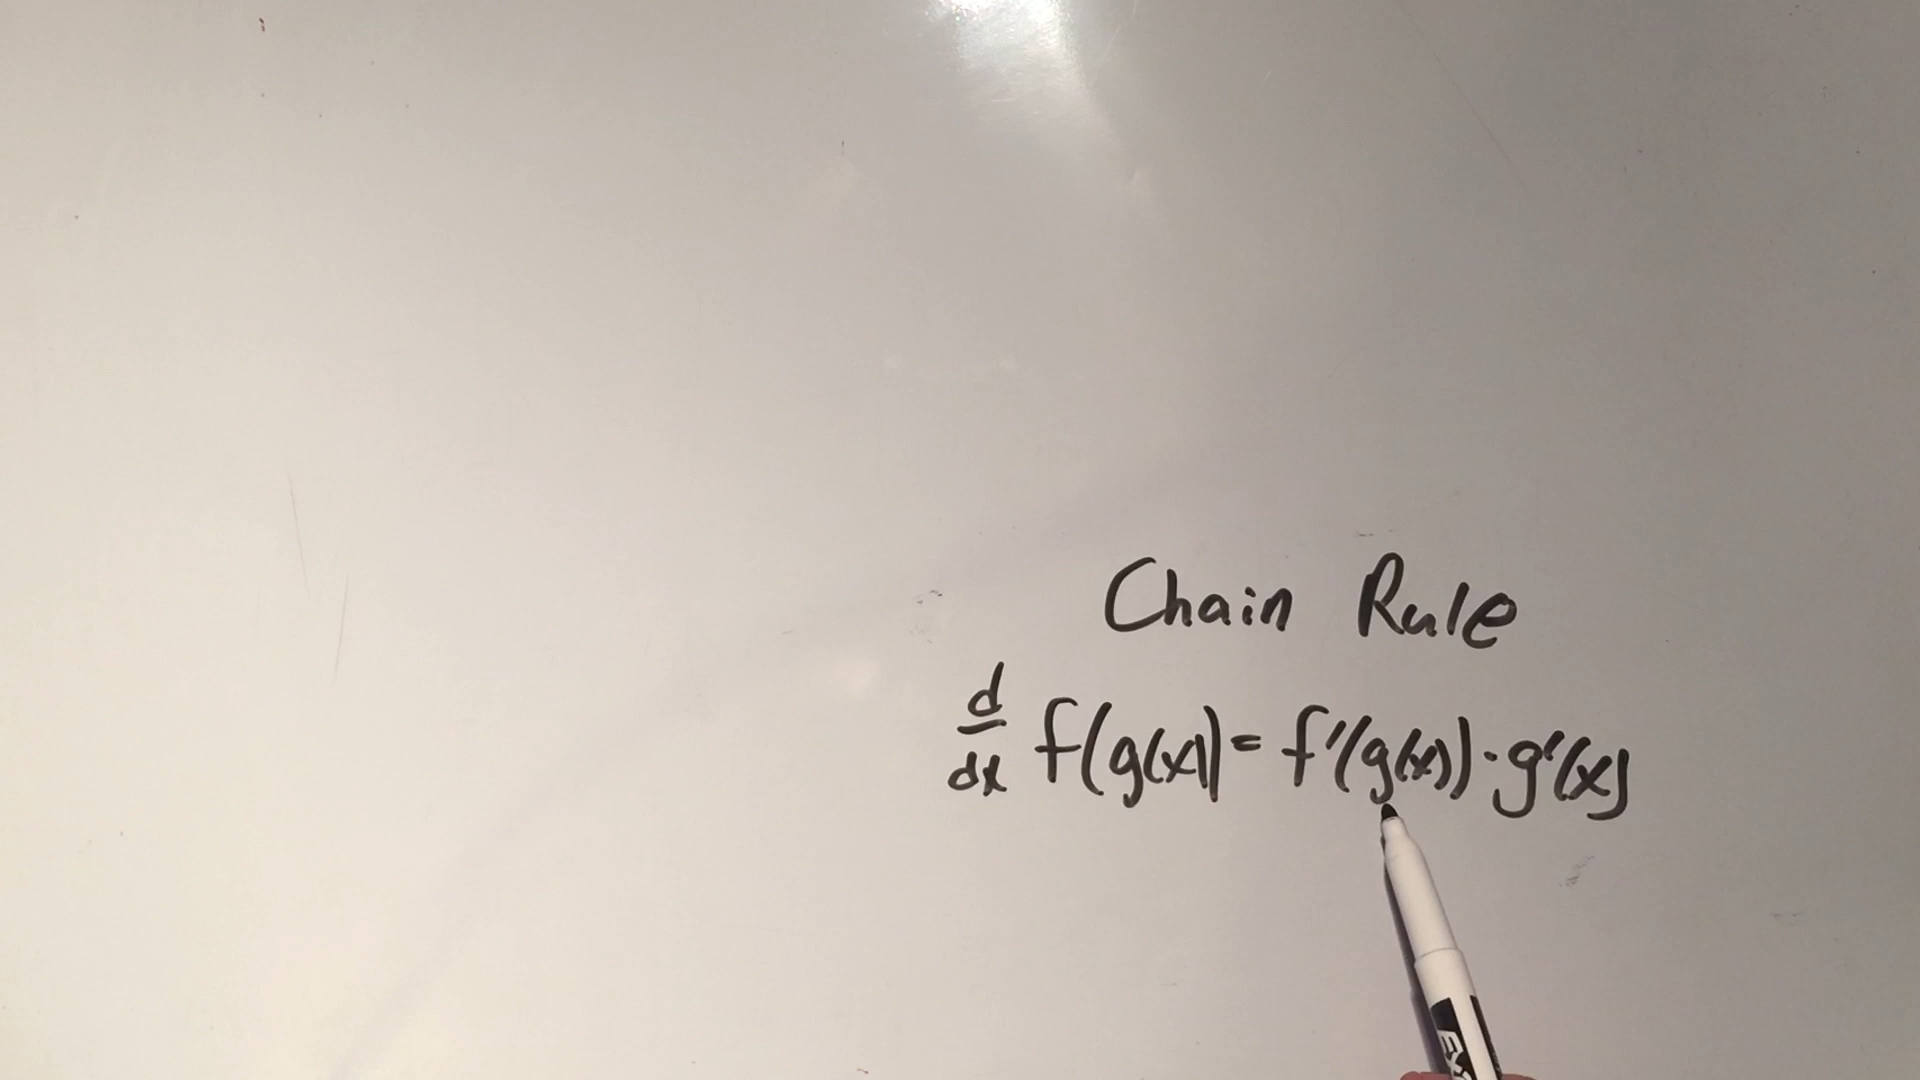 Chain Rule
d/dx f(g(x)) = f'(g(x)) · g'(x)